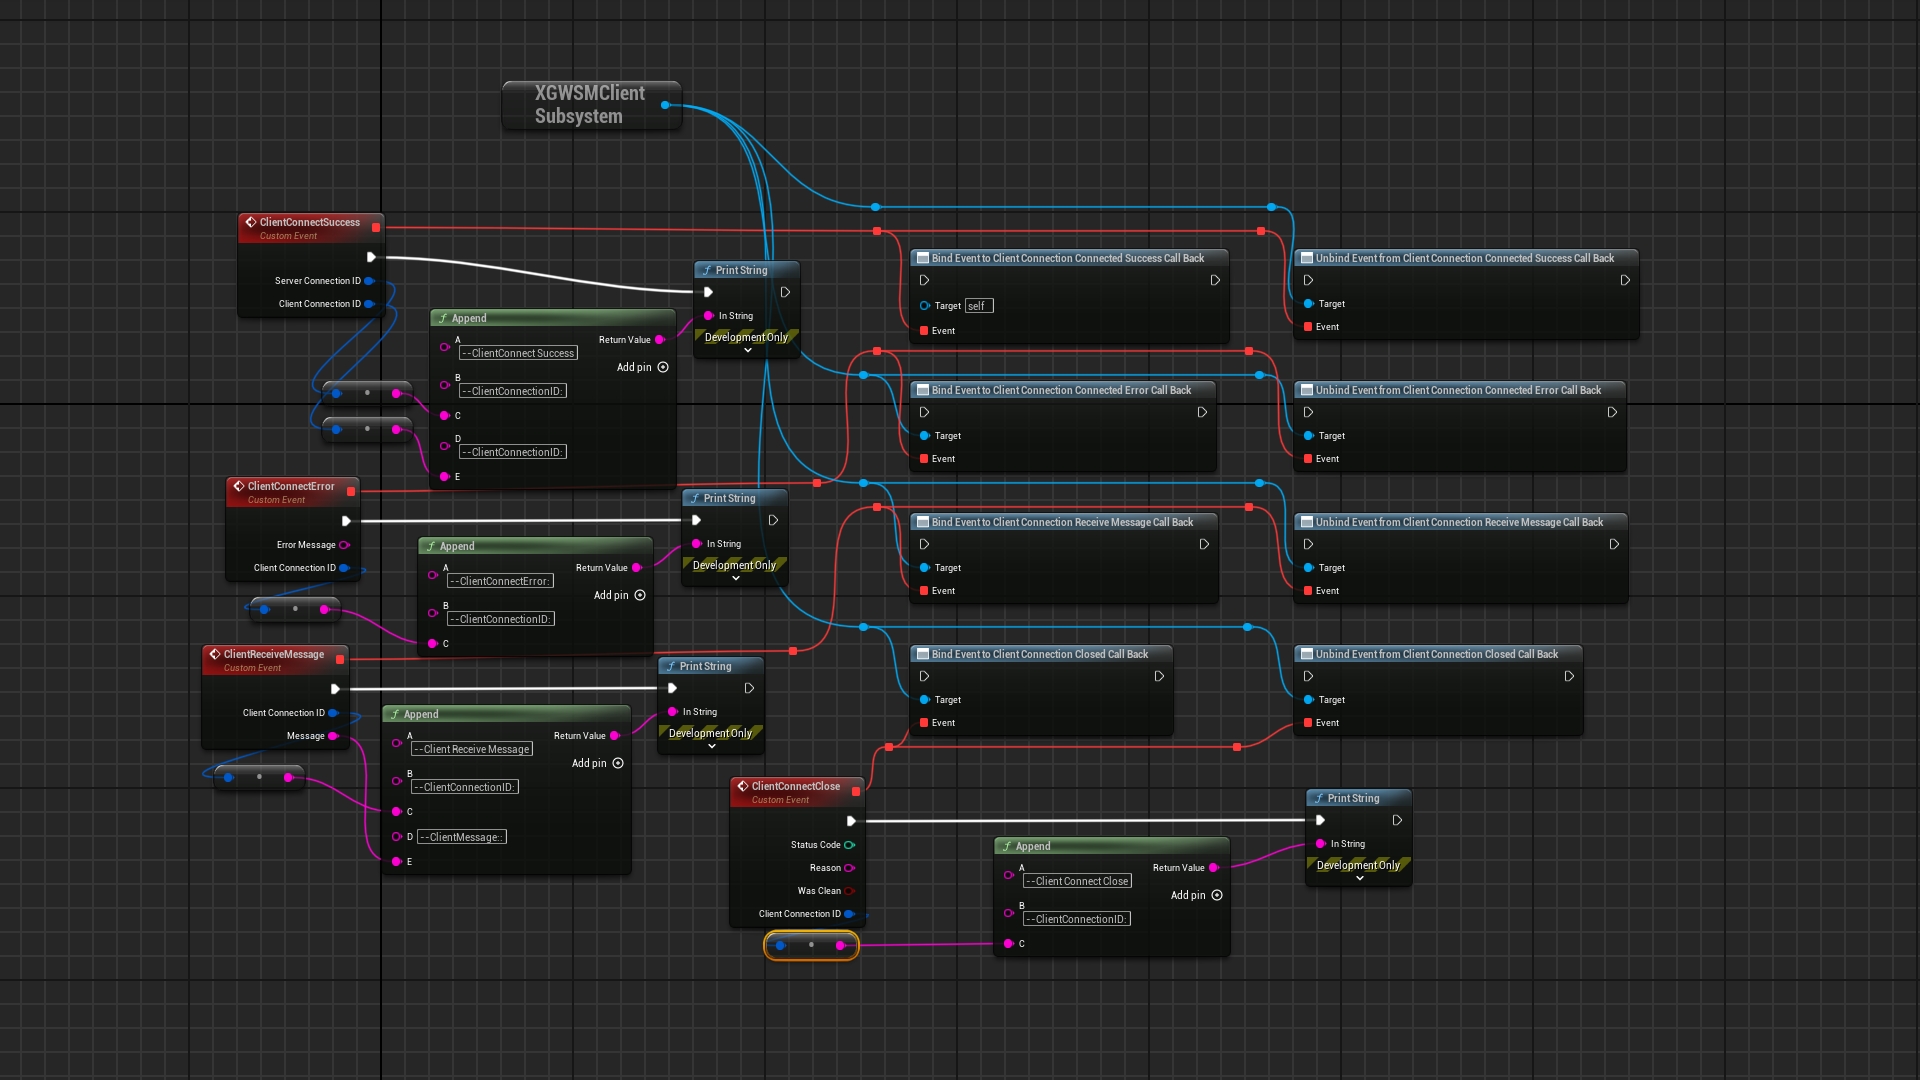 XGWSMClient
Subsystem
ClientConnectSuccess
Custom Event
Server Connection ID
Client Connection ID
Print String
In String
Development Only
Append
A
--ClientConnect Success
Return Value
Add pin
B
--ClientConnectionID:
C
D
--ClientConnectionID:
E
Bind Event to Client Connection Connected Success Call Back
Target self
Event
Unbind Event from Client Connection Connected Success Call Back
Target
Event
Bind Event to Client Connection Connected Error Call Back
Target
Event
Unbind Event from Client Connection Connected Error Call Back
Target
Event
ClientConnectError
Custom Event
Error Message
Client Connection ID
Print String
In String
Development Only
Append
A
--ClientConnectError:
Return Value
Add pin
B
--ClientConnectionID:
C
Bind Event to Client Connection Receive Message Call Back
Target
Event
Unbind Event from Client Connection Receive Message Call Back
Target
Event
ClientReceiveMessage
Custom Event
Client Connection ID
Message
Print String
In String
Development Only
Append
A
--Client Receive Message
Return Value
Add pin
B
--ClientConnectionID:
C
D --ClientMessage::
E
Bind Event to Client Connection Closed Call Back
Target
Event
Unbind Event from Client Connection Closed Call Back
Target
Event
ClientConnectClose
Custom Event
Status Code
Reason
Was Clean
Client Connection ID
Append
A
--Client Connect Close
Return Value
Add pin
B
--ClientConnectionID:
C
Print String
In String
Development Only